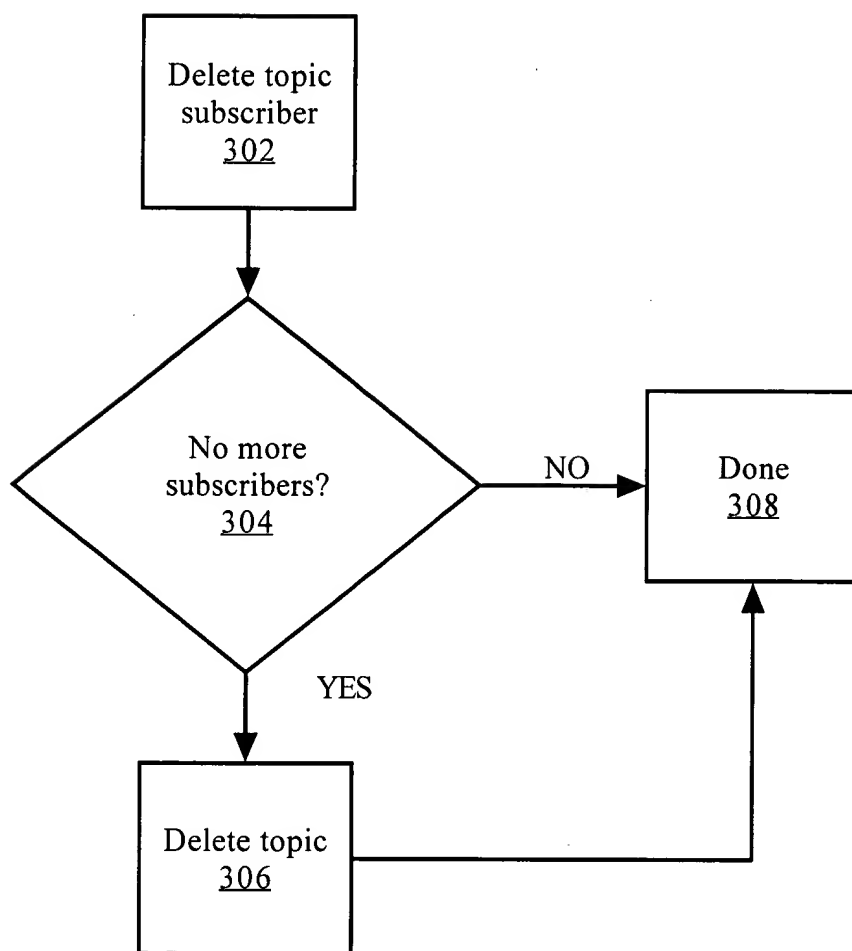 Delete topic
subscriber
302
No more
subscribers?
304
NO
Done
308
YES
Delete topic
306